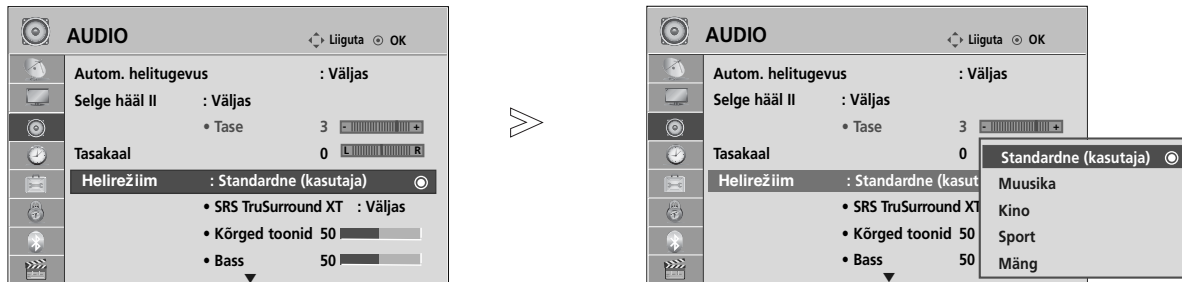 AUDIO
Liiguta OK
Autom. helitugevus : Väljas
Selge hääl II : Väljas
• Tase 3 - +
Tasakaal 0 L R
Helirežiim : Standardne (kasutaja)
• SRS TruSurround XT : Väljas
• Kõrged toonid 50
• Bass 50
>
AUDIO
Liiguta OK
Autom. helitugevus : Väljas
Selge hääl II : Väljas
• Tase 3 - +
Tasakaal 0
Helirežiim : Standardne (kasut
• SRS TruSurround XT
• Kõrged toonid 50
• Bass 50
Standardne (kasutaja)
Muusika
Kino
Sport
Mäng